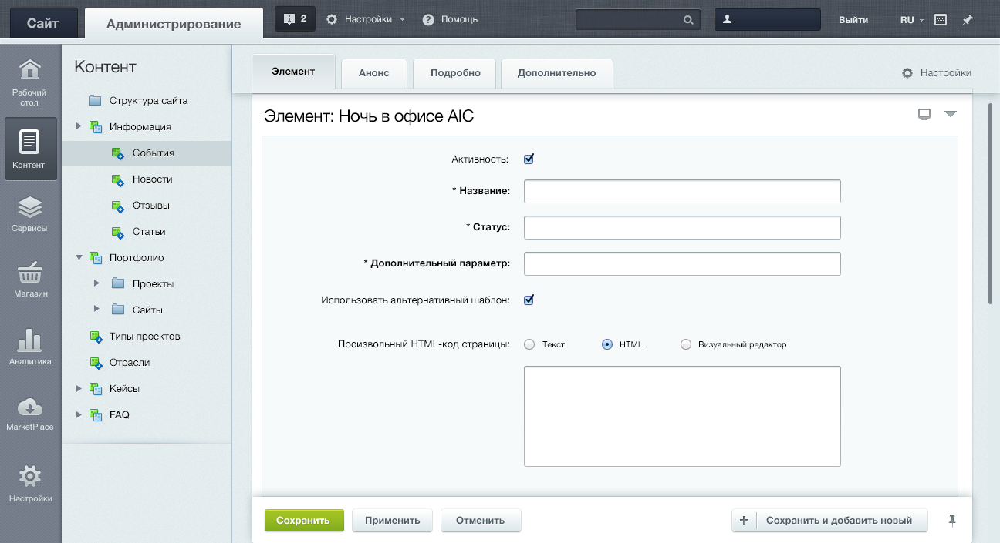 Сайт
Администрирование
2
Настройки
Помощь
Выйти
RU
Рабочий
стол
Контент
Сервисы
Магазин
Аналитика
MarketPlace
Настройки
Контент
Структура сайта
Информация
События
Новости
Отзывы
Статьи
Портфолио
Проекты
Сайты
Типы проектов
Отрасли
Кейсы
FAQ
Элемент
Анонс
Подробно
Дополнительно
Настройки
Элемент: Ночь в офисе AIC
Активность:
* Название:
* Статус:
* Дополнительный параметр:
Использовать альтернативный шаблон:
Произвольный HTML-код страницы:
Текст
HTML
Визуальный редактор
Сохранить
Применить
Отменить
+ Сохранить и добавить новый